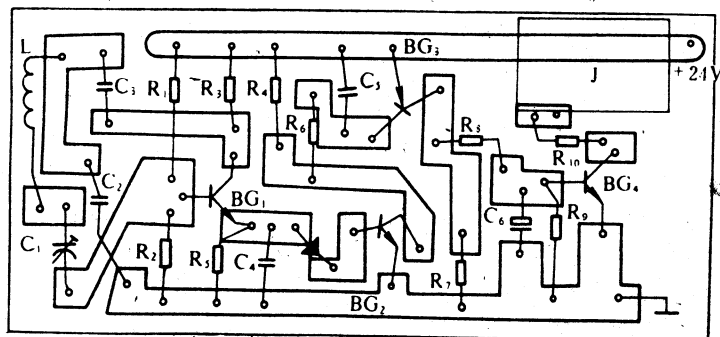 L
C₃
R₁
R₃
R₄
C₅
BG₃
J
+24V
R₆
R₈
R₁₀
C₂
BG₁
BG₄
C₁
R₂
R₅
C₄
C₆
R₉
R₇
BG₂